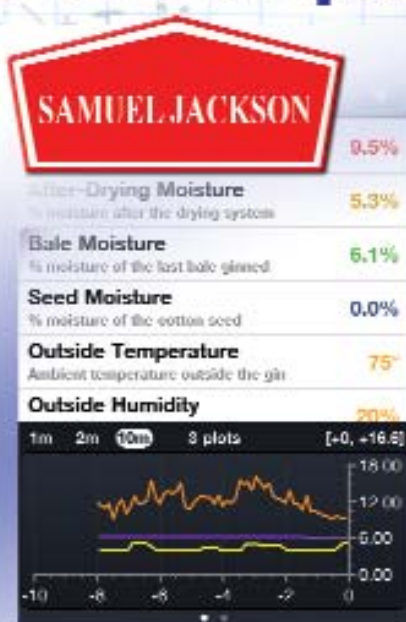 SAMUEL JACKSON
9.5%
After-Drying Moisture
5.3%
% moisture after the drying system
Bale Moisture
6.1%
% moisture of the last bale ginned
Seed Moisture
0.0%
% moisture of the cotton seed
Outside Temperature
75°
Ambient temperature outside the gin
Outside Humidity
20%
1m 2m 10m 3 plots [+0, +16.6]
18.00
12.00
6.00
0.00
-10 -8 -6 -4 -2 0